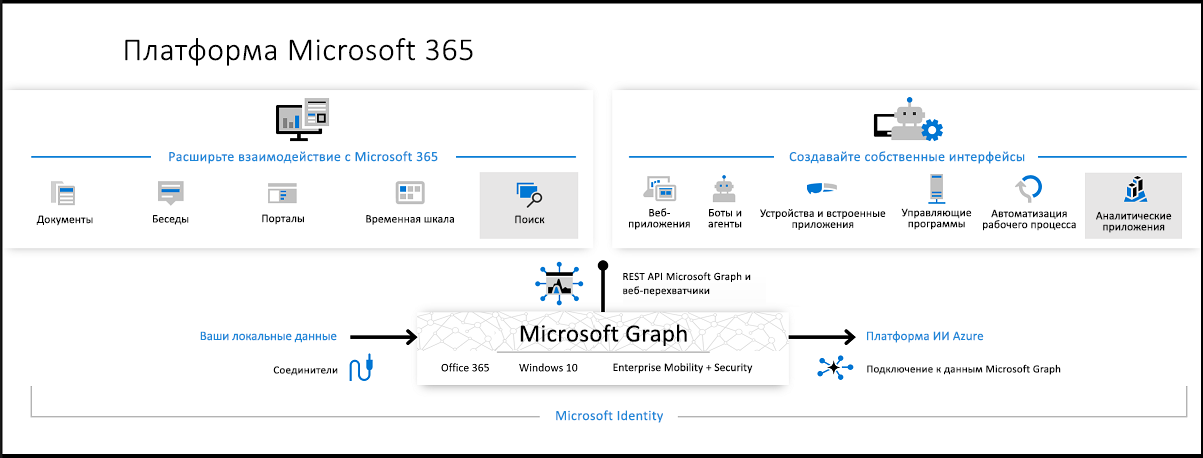 Платформа Microsoft 365
Расширьте взаимодействие с Microsoft 365
Документы
Беседы
Порталы
Временная шкала
Поиск
Создавайте собственные интерфейсы
Веб-
приложения
Боты и
агенты
Устройства и встроенные
приложения
Управляющие
программы
Автоматизация
рабочего процесса
Аналитические
приложения
REST API Microsoft Graph и
веб-перехватчики
Ваши локальные данные
Соединители
Microsoft Graph
Office 365
Windows 10
Enterprise Mobility + Security
Платформа ИИ Azure
Подключение к данным Microsoft Graph
Microsoft Identity